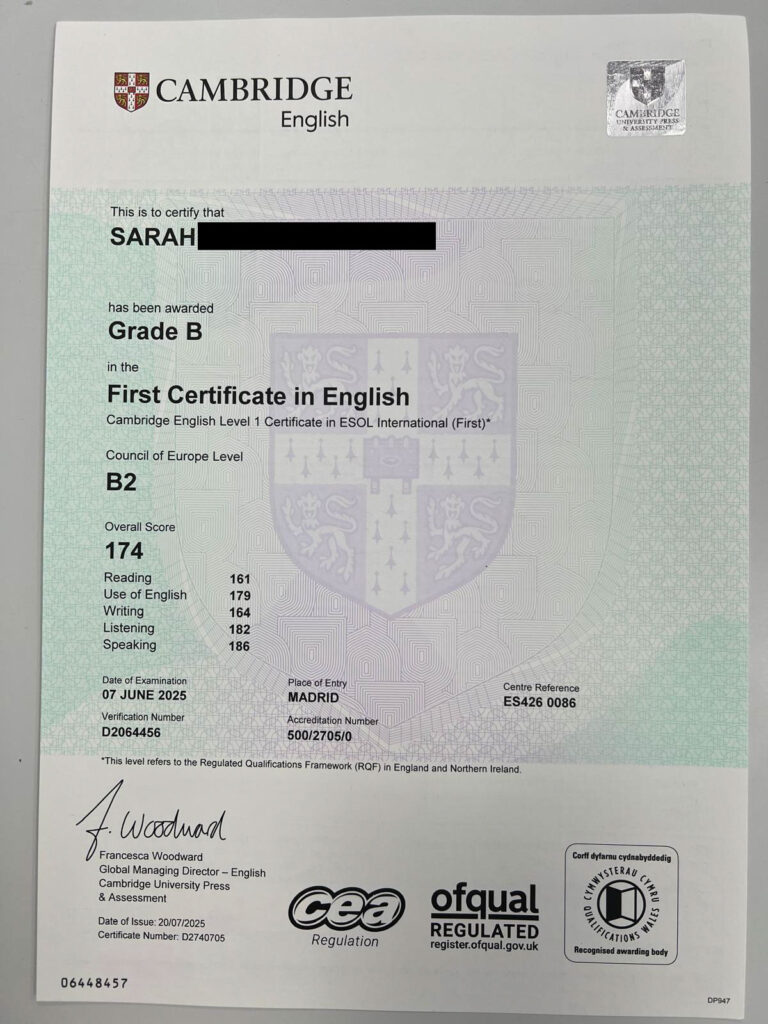 CAMBRIDGE
English
CAMBRIDGE
UNIVERSITY PRESS
& ASSESSMENT
This is to certify that
SARAH
has been awarded
Grade B
in the
First Certificate in English
Cambridge English Level 1 Certificate in ESOL International (First)*
Council of Europe Level
B2
Overall Score
174
Reading 161
Use of English 179
Writing 164
Listening 182
Speaking 186
Date of Examination
07 JUNE 2025
Place of Entry
MADRID
Centre Reference
ES426 0086
Verification Number
D2064456
Accreditation Number
500/2705/0
*This level refers to the Regulated Qualifications Framework (RQF) in England and Northern Ireland.
F. Woodward
Francesca Woodward
Global Managing Director – English
Cambridge University Press
& Assessment
Date of Issue: 20/07/2025
Certificate Number: D2740705
cea
Regulation
ofqual
REGULATED
register.ofqual.gov.uk
Corff dyfarnu cydnabyddedig
CYMWYSTERAU CYMRU
QUALIFICATIONS WALES
Recognised awarding body
06448457
DP947